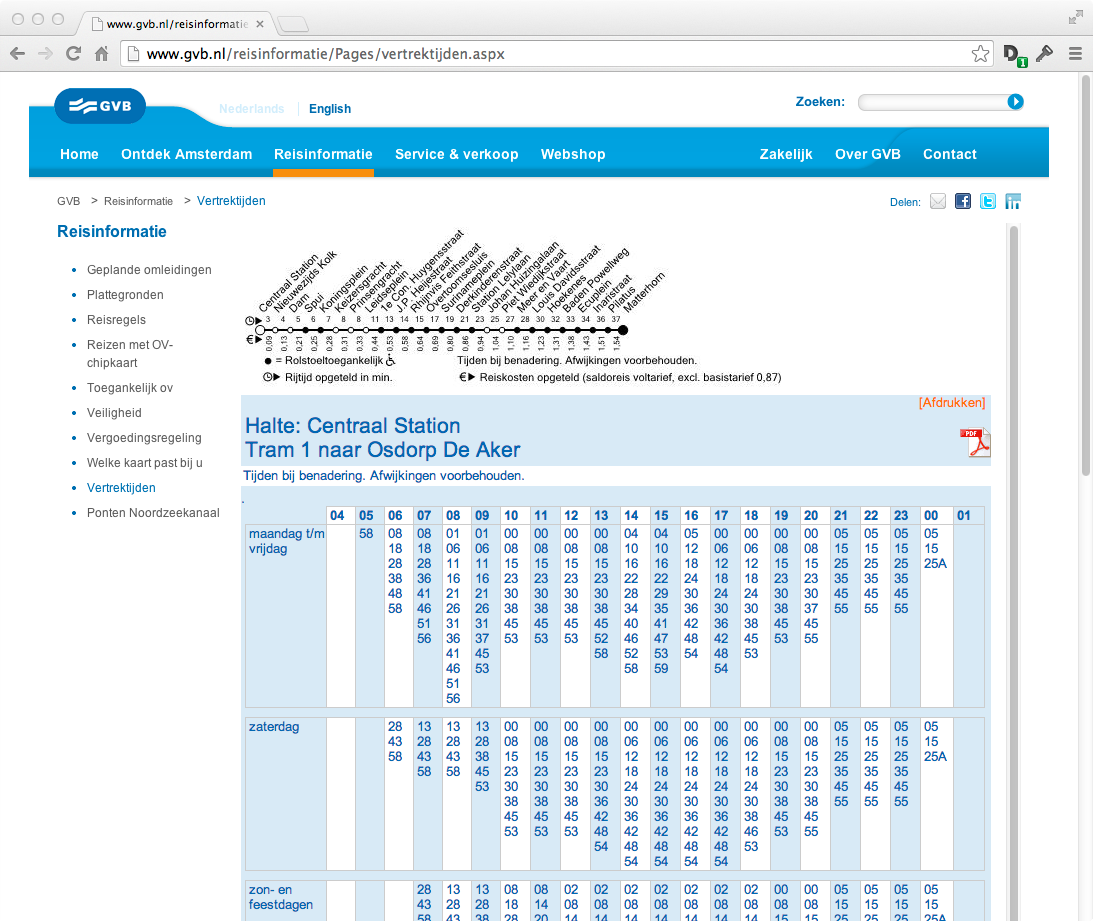 www.gvb.nl/reisinformatie
www.gvb.nl/reisinformatie/Pages/vertrektijden.aspx
GVB
Nederlands
English
Zoeken:
Home Ontdek Amsterdam Reisinformatie Service & verkoop Webshop Zakelijk Over GVB Contact
GVB > Reisinformatie > Vertrektijden
Delen:
Reisinformatie
Geplande omleidingen
Plattegronden
Reisregels
Reizen met OV-
chipkaart
Toegankelijk ov
Veiligheid
Vergoedingsregeling
Welke kaart past bij u
Vertrektijden
Ponten Noordzeekanaal
Centraal Station
Nieuwezijds Kolk
Dam
Spui
Koningsplein
Keizersgracht
Prinsengracht
Leidseplein
1e Con. Huygensstraat
J.P. Heijestraat
Rhijnvis Feithstraat
Overtoomsesluis
Surinameplein
Derkinderenstraat
Station Lelylaan
Johan Huizingalaan
Piet Wiedijkstraat
Meer en Vaart
Louis Davidsstraat
Hoekenes
Baden Powellweg
Ecuplein
Inaristraat
Pilatus
Matterhorn
3 4 5 6 7 8 8 11 13 14 15 17 19 21 23 25 27 28 30 32 33 34 36 37
€ 0,09 0,13 0,21 0,25 0,28 0,31 0,33 0,44 0,53 0,58 0,64 0,69 0,80 0,86 0,94 1,04 1,10 1,16 1,23 1,31 1,38 1,43 1,51 1,54
● = Rolstoeltoegankelijk
Tijden bij benadering. Afwijkingen voorbehouden.
Rijtijd opgeteld in min.
€ Reiskosten opgeteld (saldoreis voltarief, excl. basistarief 0,87)
[Afdrukken]
PDF
Halte: Centraal Station
Tram 1 naar Osdorp De Aker
Tijden bij benadering. Afwijkingen voorbehouden.
.
04 05 06 07 08 09 10 11 12 13 14 15 16 17 18 19 20 21 22 23 00 01
maandag t/m 58 08 08 01 01 00 00 00 00 04 04 05 00 00 00 00 05 05 05 05
vrijdag 18 18 06 06 08 08 08 08 10 10 12 06 06 08 08 15 15 15 15
28 28 11 11 15 15 15 15 16 16 18 12 12 15 15 25 25 25 25A
38 36 16 16 23 23 23 23 22 22 24 18 18 23 23 35 35 35
48 41 21 21 30 30 30 30 28 29 30 24 24 30 30 45 45 45
58 46 26 26 38 38 38 38 34 35 36 30 30 38 37 55 55 55
51 31 31 45 45 45 45 40 41 42 36 38 45 45
56 36 37 53 53 53 52 46 47 48 42 45 53 55
41 45 58 52 53 54 48 53
46 53 58 59 54
51
56
zaterdag 28 13 13 13 00 00 00 00 00 00 00 00 00 00 00 05 05 05 05
43 28 28 28 08 08 08 08 06 06 06 06 06 08 08 15 15 15 15
58 43 43 38 15 15 15 15 12 12 12 12 12 15 15 25 25 25 25A
58 58 45 23 23 23 23 18 18 18 18 18 23 23 35 35 35
53 30 30 30 30 24 24 24 24 24 30 30 45 45 45
38 38 38 36 30 30 30 30 30 38 38 55 55 55
45 45 45 42 36 36 36 36 38 45 45
53 53 53 48 42 42 42 42 46 53 55
54 48 48 48 48 53
54 54 54 54
zon- en 28 13 13 08 08 02 02 02 02 02 02 02 00 00 05 05 05 05
feestdagen 43 28 28 18 14 08 08 08 08 08 08 08 08 08 15 15 15 15
58 43 38 28 20 14 14 14 14 14 14 14 15 15 25 25 25 25A